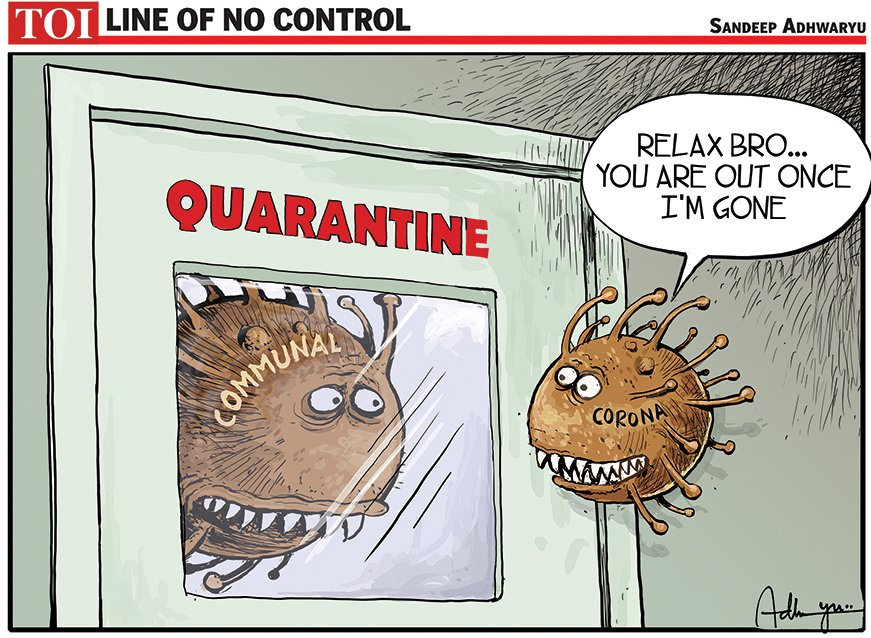 TOI LINE OF NO CONTROL
SANDEEP ADHWARYU
RELAX BRO...
YOU ARE OUT ONCE
I'M GONE
QUARANTINE
COMMUNAL
CORONA